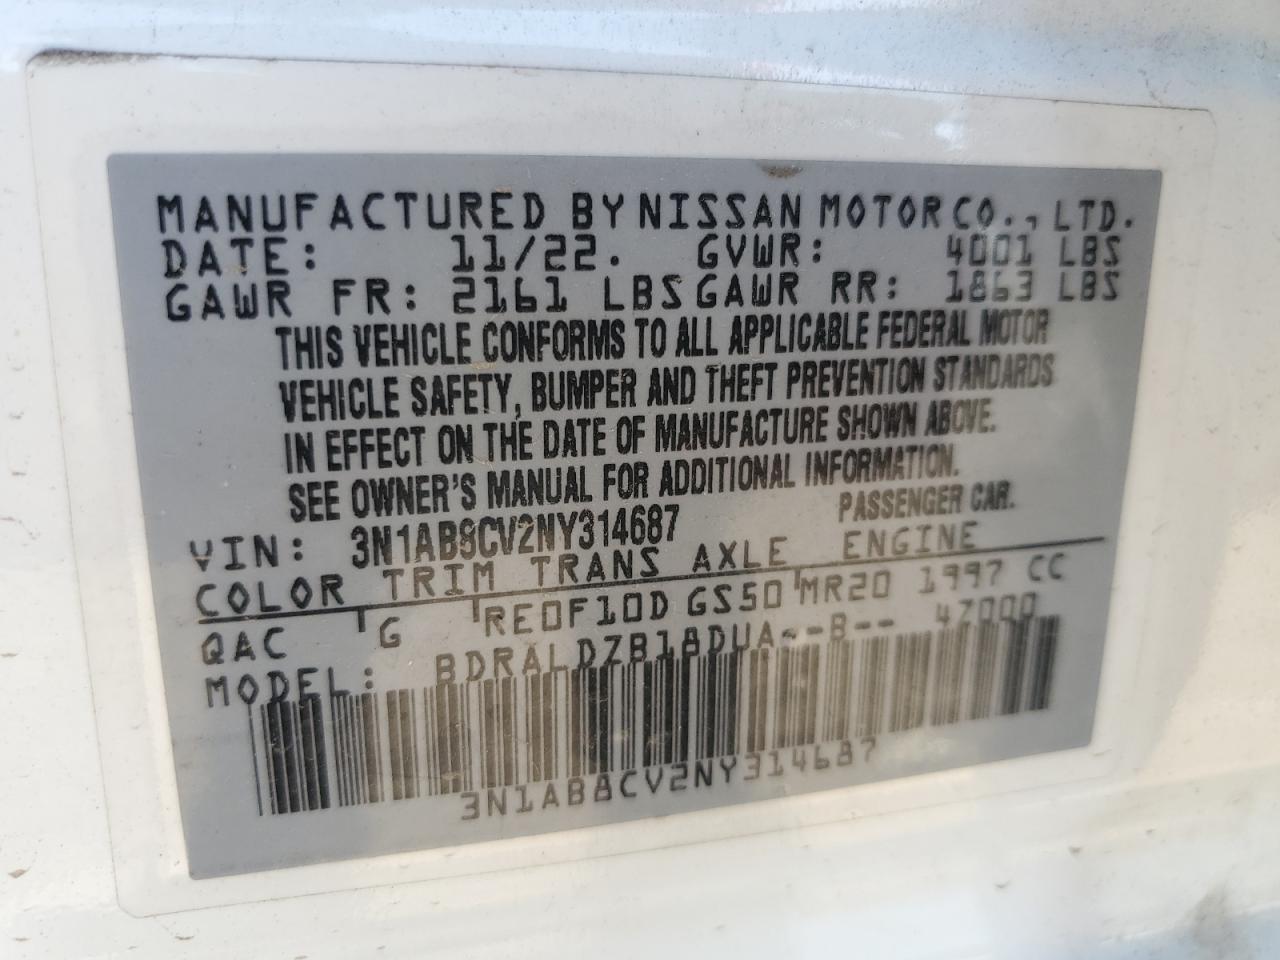 MANUFACTURED BY NISSAN MOTOR CO., LTD.
DATE: 11/22. GVWR: 4001 LBS
GAWR FR: 2161 LBS GAWR RR: 1863 LBS
THIS VEHICLE CONFORMS TO ALL APPLICABLE FEDERAL MOTOR
VEHICLE SAFETY, BUMPER AND THEFT PREVENTION STANDARDS
IN EFFECT ON THE DATE OF MANUFACTURE SHOWN ABOVE.
SEE OWNER'S MANUAL FOR ADDITIONAL INFORMATION.
VIN: 3N1AB8CV2NY314687 PASSENGER CAR.
COLOR TRIM TRANS AXLE ENGINE
QAC G RE0F10D GS50 MR20 1997 CC
MODEL: BDRALDZB18DUA--B-- 4Z000
3N1AB8CV2NY314687